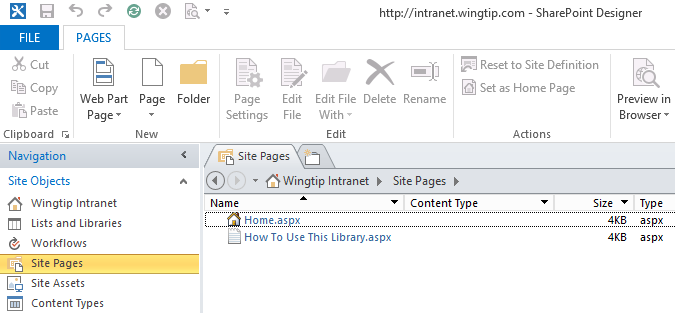 http://intranet.wingtip.com - SharePoint Designer
FILE PAGES
Cut
Copy
Paste
Clipboard
Web Part Page
Page
Folder
New
Page Settings
Edit File
Edit File With
Delete
Rename
Edit
Reset to Site Definition
Set as Home Page
Actions
Preview in Browser
Navigation
Site Objects
Wingtip Intranet
Lists and Libraries
Workflows
Site Pages
Site Assets
Content Types
Site Pages
Wingtip Intranet Site Pages
Name Content Type Size Type
Home.aspx 4KB aspx
How To Use This Library.aspx 4KB aspx